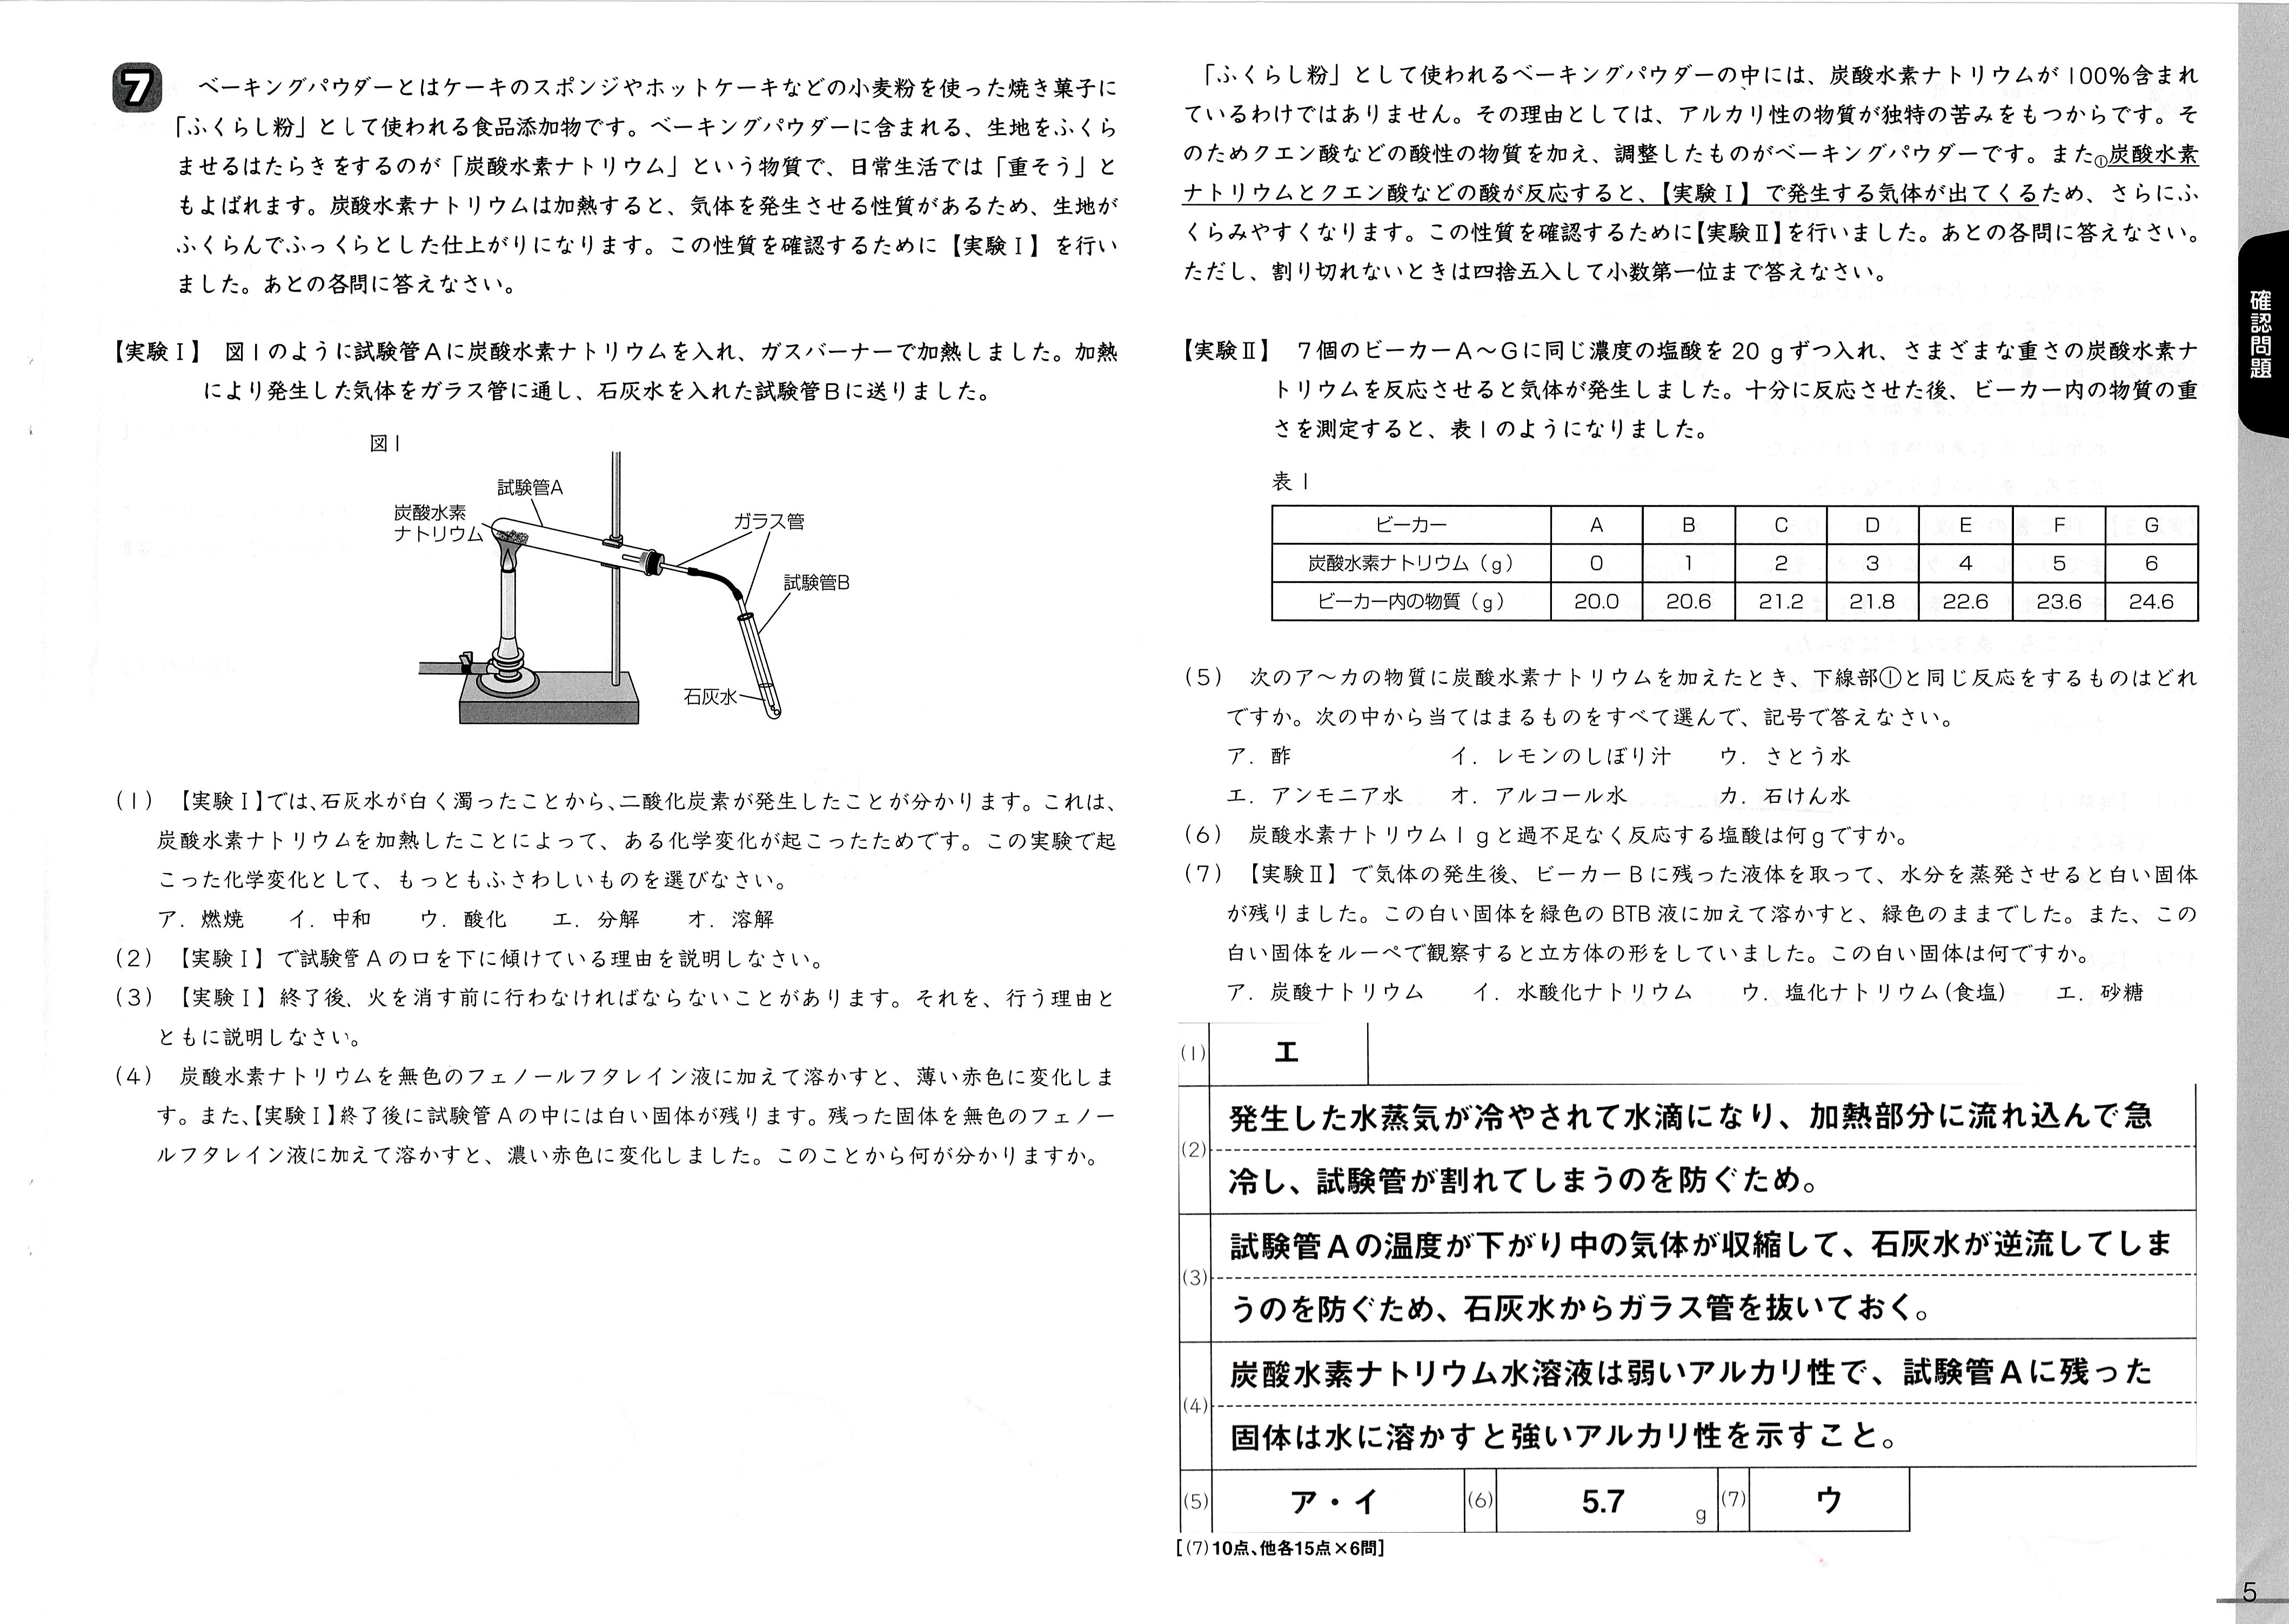 7 ベーキングパウダーとはケーキのスポンジやホットケーキなどの小麦粉を使った焼き菓子に
「ふくらし粉」として使われる食品添加物です。ベーキングパウダーに含まれる、生地をふくら
ませるはたらきをするのが「炭酸水素ナトリウム」という物質で、日常生活では「重そう」と
もよばれます。炭酸水素ナトリウムは加熱すると、気体を発生させる性質があるため、生地が
ふくらんでふっくらとした仕上がりになります。この性質を確認するために【実験Ⅰ】を行い
ました。あとの各問に答えなさい。
【実験Ⅰ】 図1のように試験管Aに炭酸水素ナトリウムを入れ、ガスバーナーで加熱しました。加熱
により発生した気体をガラス管に通し、石灰水を入れた試験管Bに送りました。
図1
試験管A
炭酸水素
ナトリウム
ガラス管
試験管B
石灰水
(1) 【実験Ⅰ】では、石灰水が白く濁ったことから、二酸化炭素が発生したことが分かります。これは、
炭酸水素ナトリウムを加熱したことによって、ある化学変化が起こったためです。この実験で起
こった化学変化として、もっともふさわしいものを選びなさい。
ア．燃焼 イ．中和 ウ．酸化 エ．分解 オ．溶解
(2) 【実験Ⅰ】で試験管Aの口を下に傾けている理由を説明しなさい。
(3) 【実験Ⅰ】終了後、火を消す前に行わなければならないことがあります。それを、行う理由と
ともに説明しなさい。
(4) 炭酸水素ナトリウムを無色のフェノールフタレイン液に加えて溶かすと、薄い赤色に変化しま
す。また、【実験Ⅰ】終了後に試験管Aの中には白い固体が残ります。残った固体を無色のフェノー
ルフタレイン液に加えて溶かすと、濃い赤色に変化しました。このことから何が分かりますか。
「ふくらし粉」として使われるベーキングパウダーの中には、炭酸水素ナトリウムが100％含まれ
ているわけではありません。その理由としては、アルカリ性の物質が独特の苦みをもつからです。そ
のためクエン酸などの酸性の物質を加え、調整したものがベーキングパウダーです。また①炭酸水素
ナトリウムとクエン酸などの酸が反応すると、【実験Ⅰ】で発生する気体が出てくるため、さらにふ
くらみやすくなります。この性質を確認するために【実験Ⅱ】を行いました。あとの各問に答えなさい。
ただし、割り切れないときは四捨五入して小数第一位まで答えなさい。
【実験Ⅱ】 7個のビーカーA～Gに同じ濃度の塩酸を20gずつ入れ、さまざまな重さの炭酸水素ナ
トリウムを反応させると気体が発生しました。十分に反応させた後、ビーカー内の物質の重
さを測定すると、表1のようになりました。
表1
ビーカー A B C D E F G
炭酸水素ナトリウム（g） 0 1 2 3 4 5 6
ビーカー内の物質（g） 20.0 20.6 21.2 21.8 22.6 23.6 24.6
(5) 次のア～カの物質に炭酸水素ナトリウムを加えたとき、下線部①と同じ反応をするものはどれ
ですか。次の中から当てはまるものをすべて選んで、記号で答えなさい。
ア．酢 イ．レモンのしぼり汁 ウ．さとう水
エ．アンモニア水 オ．アルコール水 カ．石けん水
(6) 炭酸水素ナトリウム1gと過不足なく反応する塩酸は何gですか。
(7) 【実験Ⅱ】で気体の発生後、ビーカーBに残った液体を取って、水分を蒸発させると白い固体
が残りました。この白い固体を緑色のBTB液に加えて溶かすと、緑色のままでした。また、この
白い固体をルーペで観察すると立方体の形をしていました。この白い固体は何ですか。
ア．炭酸ナトリウム イ．水酸化ナトリウム ウ．塩化ナトリウム（食塩） エ．砂糖
(1) エ
(2) 発生した水蒸気が冷やされて水滴になり、加熱部分に流れ込んで急
冷し、試験管が割れてしまうのを防ぐため。
(3) 試験管Aの温度が下がり中の気体が収縮して、石灰水が逆流してしま
うのを防ぐため、石灰水からガラス管を抜いておく。
(4) 炭酸水素ナトリウム水溶液は弱いアルカリ性で、試験管Aに残った
固体は水に溶かすと強いアルカリ性を示すこと。
(5) ア・イ (6) 5.7 g (7) ウ
[(7)10点、他各15点×6問]
確認問題
5